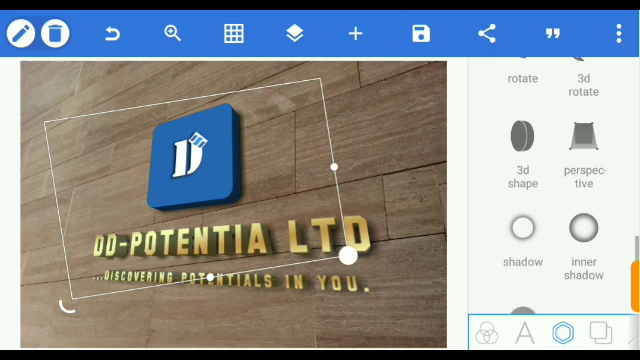 D
DD-POTENTIA LTD
...DISCOVERING POTENTIALS IN YOU.
rotate
3d
rotate
3d
shape
perspec-
tive
shadow
inner
shadow
A